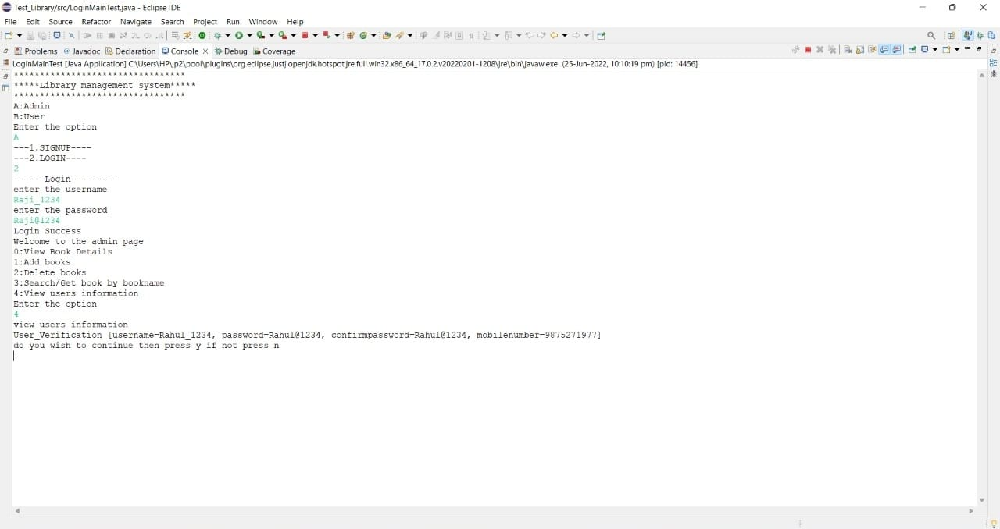 Test_Library/src/LoginMainTest.java - Eclipse IDE
File Edit Source Refactor Navigate Search Project Run Window Help
Problems Javadoc Declaration Console Debug Coverage
LoginMainTest [Java Application] C:\Users\HP\.p2\pool\plugins\org.eclipse.justj.openjdk.hotspot.jre.full.win32.x86_64_17.0.2.v20220201-1208\jre\bin\javaw.exe (25-Jun-2022, 10:10:19 pm) [pid: 14456]
*********************************
*****Library management system*****
*********************************
A:Admin
B:User
Enter the option
A
---1.SIGNUP----
---2.LOGIN----
2
------Login---------
enter the username
Raji_1234
enter the password
Raji@1234
Login Success
Welcome to the admin page
0:View Book Details
1:Add books
2:Delete books
3:Search/Get book by bookname
4:View users information
Enter the option
4
view users information
User_Verification [username=Rahul_1234, password=Rahul@1234, confirmpassword=Rahul@1234, mobilenumber=9875271977]
do you wish to continue then press y if not press n